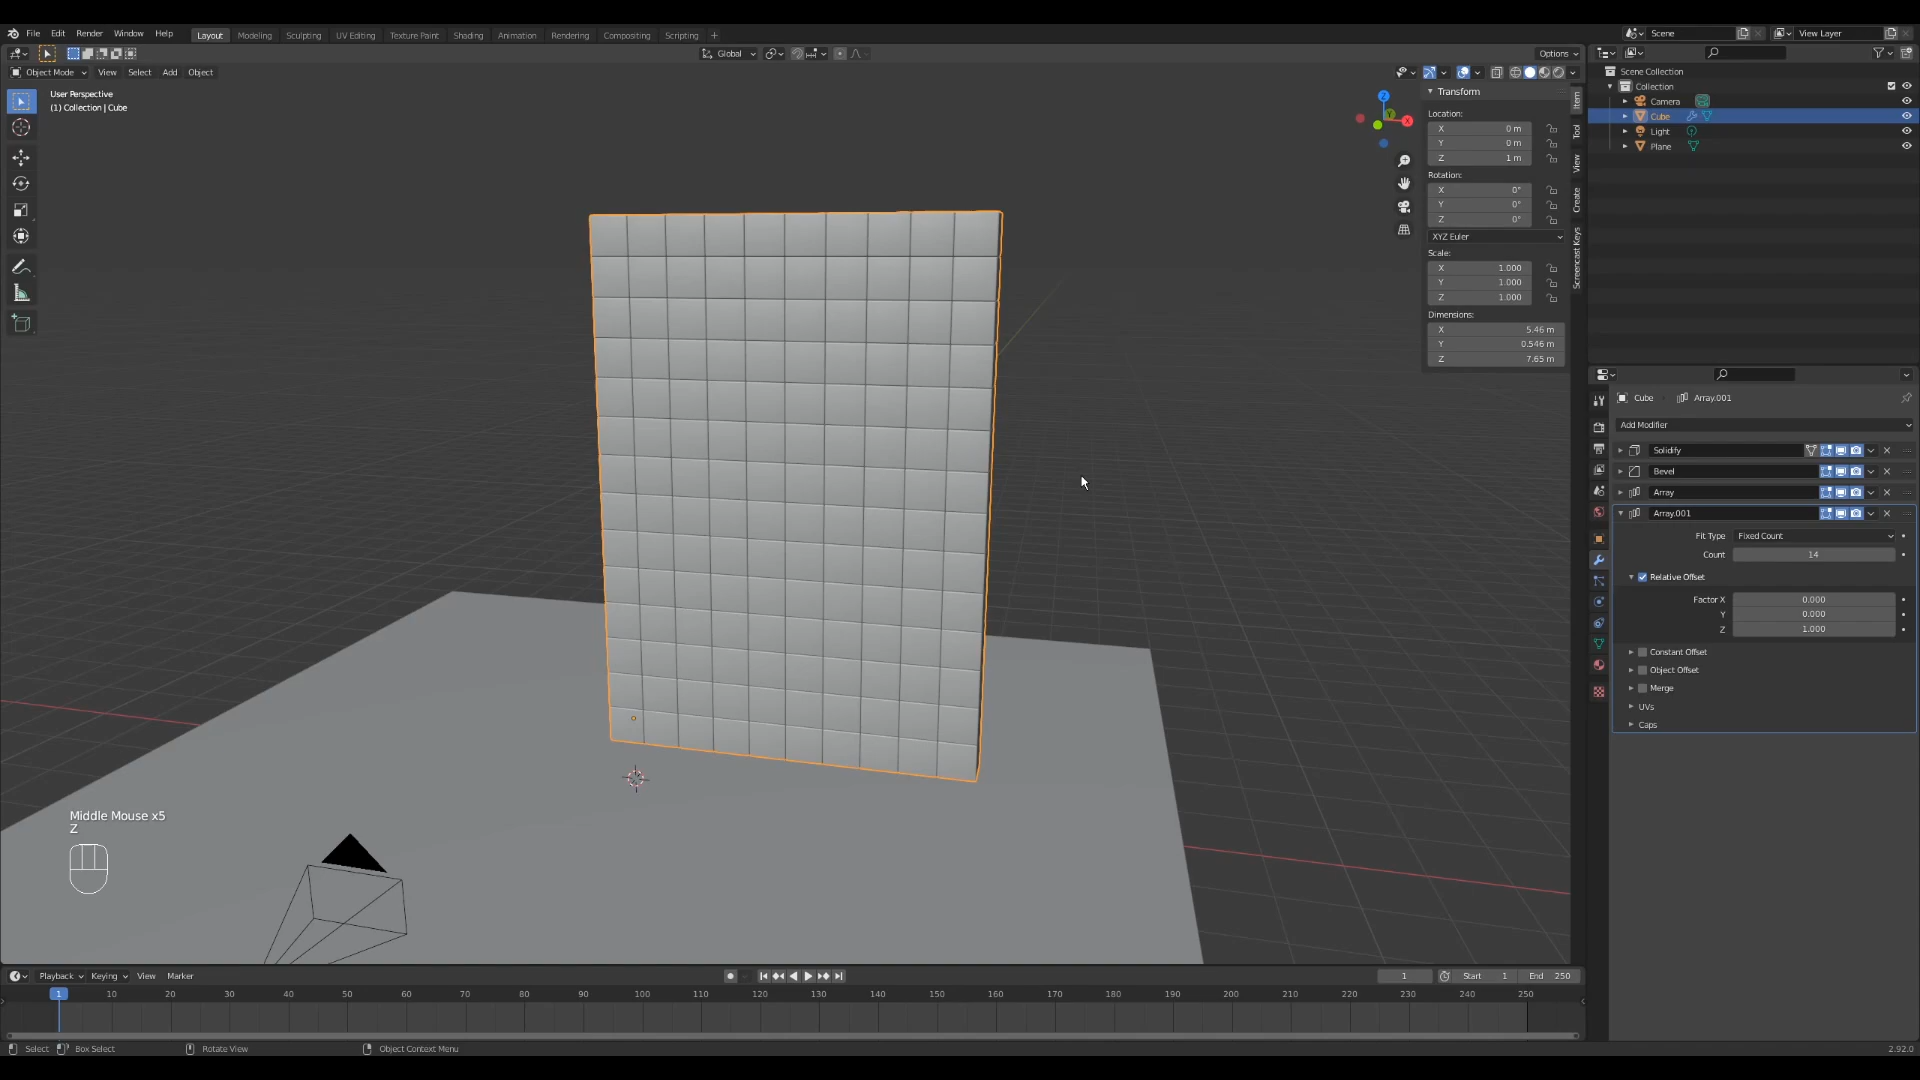 File Edit Render Window Help Layout Modeling Sculpting UV Editing Texture Paint Shading Animation Rendering Compositing Scripting + Scene View Layer
Global Options
Object Mode View Select Add Object
User Perspective
(1) Collection | Cube
Z
X
Y
Transform
Location:
X 0 m
Y 0 m
Z 1 m
Rotation:
X 0°
Y 0°
Z 0°
XYZ Euler
Scale:
X 1.000
Y 1.000
Z 1.000
Dimensions:
X 5.46 m
Y 0.546 m
Z 7.65 m
Item
Tool
View
Create
Screencast Keys
Scene Collection
Collection
Camera
Cube
Light
Plane
Cube Array.001
Add Modifier
Solidify
Bevel
Array
Array.001
Fit Type Fixed Count
Count 14
Relative Offset
Factor X 0.000
Y 0.000
Z 1.000
Constant Offset
Object Offset
Merge
UVs
Caps
Middle Mouse x5
Z
Playback Keying View Marker 1 Start 1 End 250
1 10 20 30 40 50 60 70 80 90 100 110 120 130 140 150 160 170 180 190 200 210 220 230 240 250
Select Box Select Rotate View Object Context Menu 2.92.0